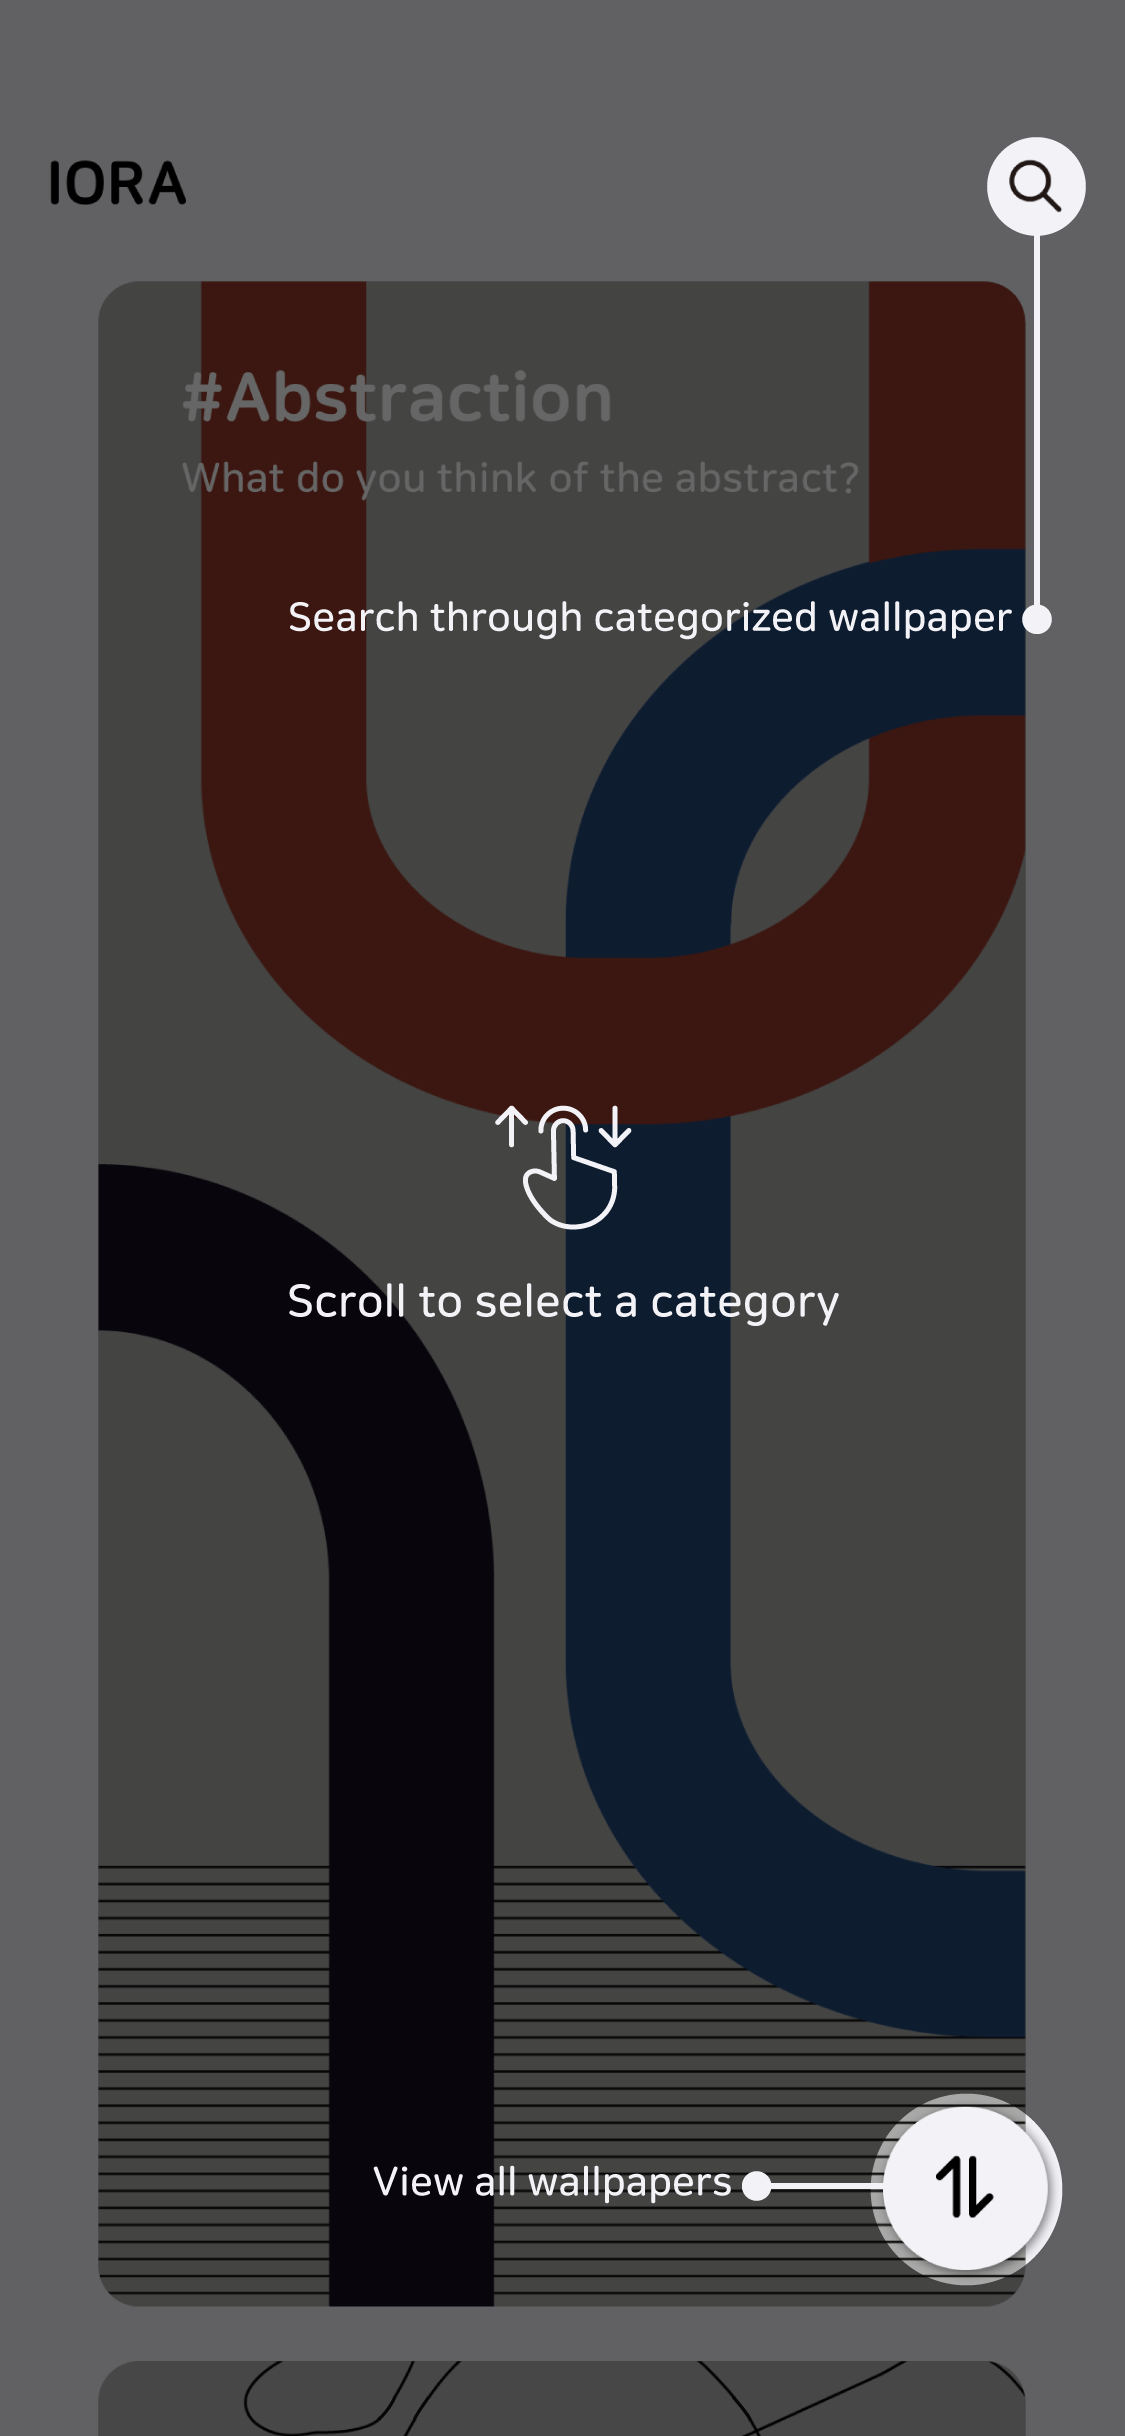 IORA
#Abstraction
What do you think of the abstract?
Search through categorized wallpaper
Scroll to select a category
View all wallpapers